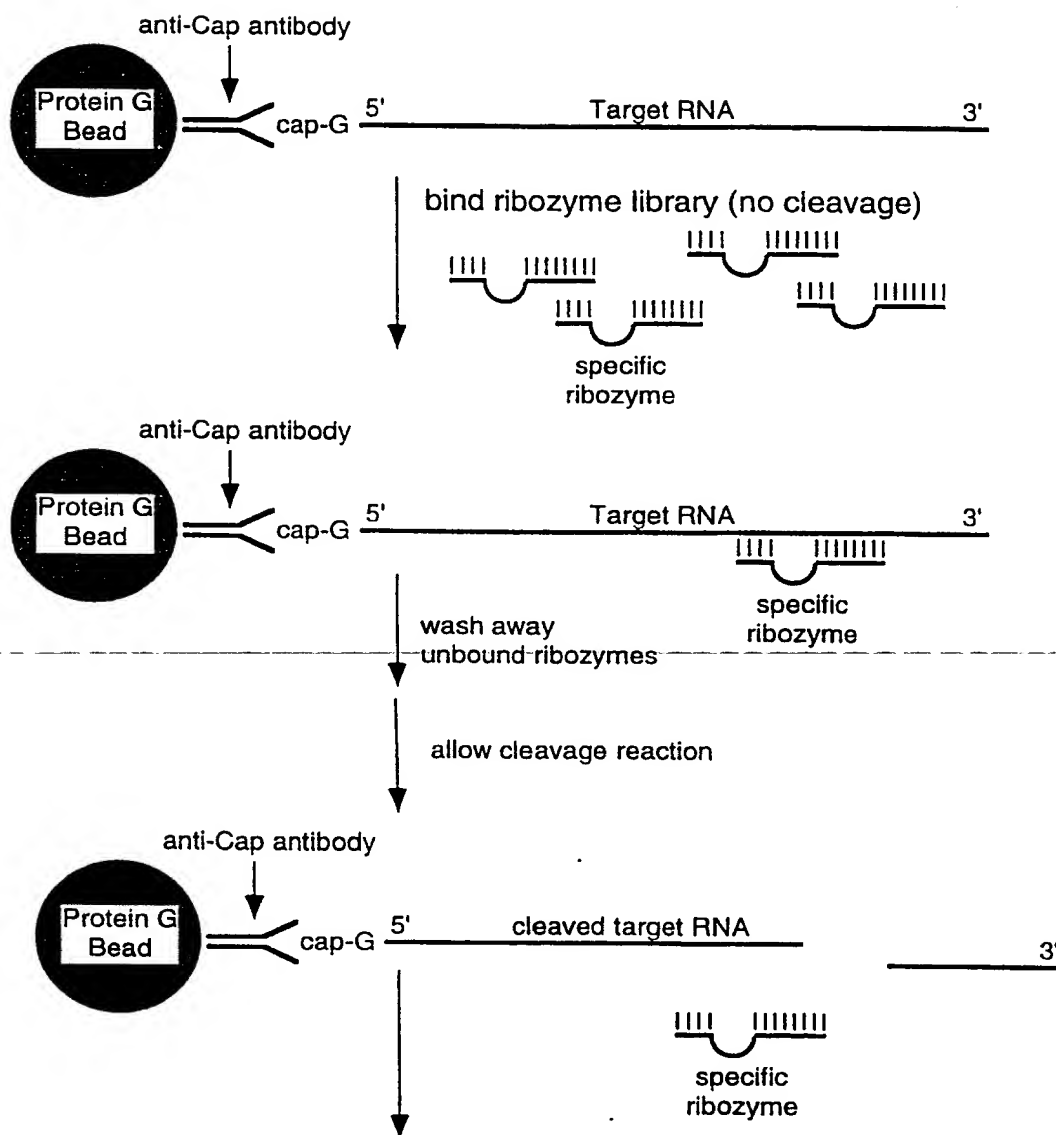 anti-Cap antibody
Protein G
Bead
cap-G
5'
Target RNA
3'
bind ribozyme library (no cleavage)
specific
ribozyme
anti-Cap antibody
Protein G
Bead
cap-G
5'
Target RNA
3'
specific
ribozyme
wash away
unbound ribozymes
allow cleavage reaction
anti-Cap antibody
Protein G
Bead
cap-G
5'
cleaved target RNA
3'
specific
ribozyme